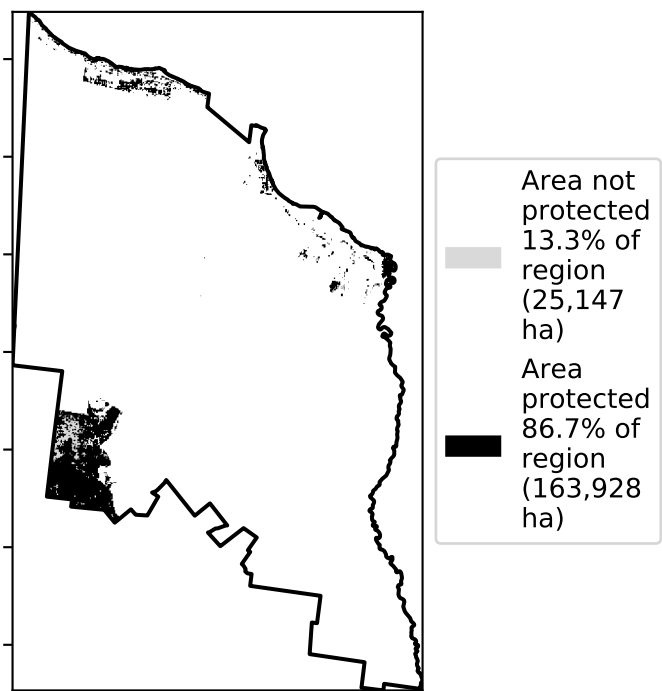 Area not
protected
13.3% of
region
(25,147
ha)
Area
protected
86.7% of
region
(163,928
ha)